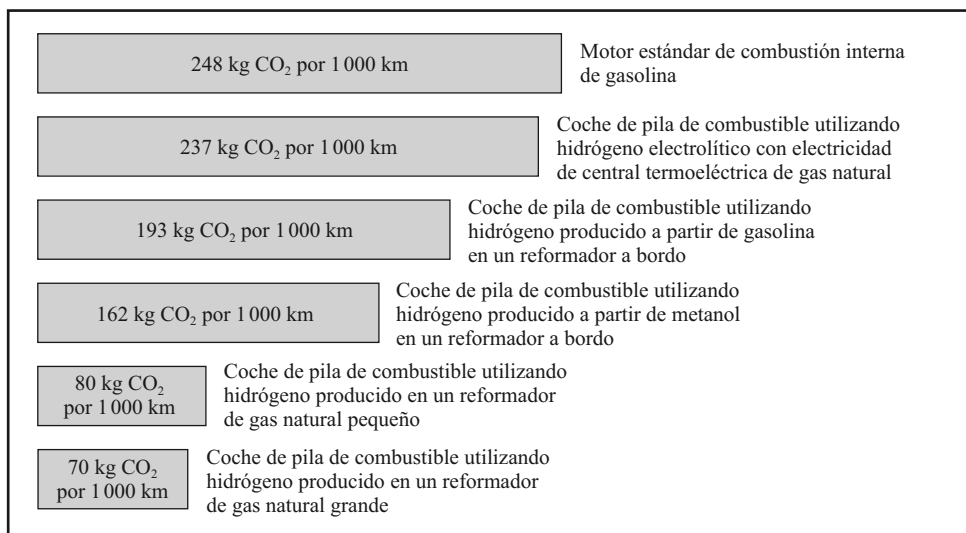 248 kg CO₂ por 1 000 km
Motor estándar de combustión interna
de gasolina
237 kg CO₂ por 1 000 km
Coche de pila de combustible utilizando
hidrógeno electrolítico con electricidad
de central termoeléctrica de gas natural
193 kg CO₂ por 1 000 km
Coche de pila de combustible utilizando
hidrógeno producido a partir de gasolina
en un reformador a bordo
162 kg CO₂ por 1 000 km
Coche de pila de combustible utilizando
hidrógeno producido a partir de metanol
en un reformador a bordo
80 kg CO₂
por 1 000 km
Coche de pila de combustible utilizando
hidrógeno producido en un reformador
de gas natural pequeño
70 kg CO₂
por 1 000 km
Coche de pila de combustible utilizando
hidrógeno producido en un reformador
de gas natural grande